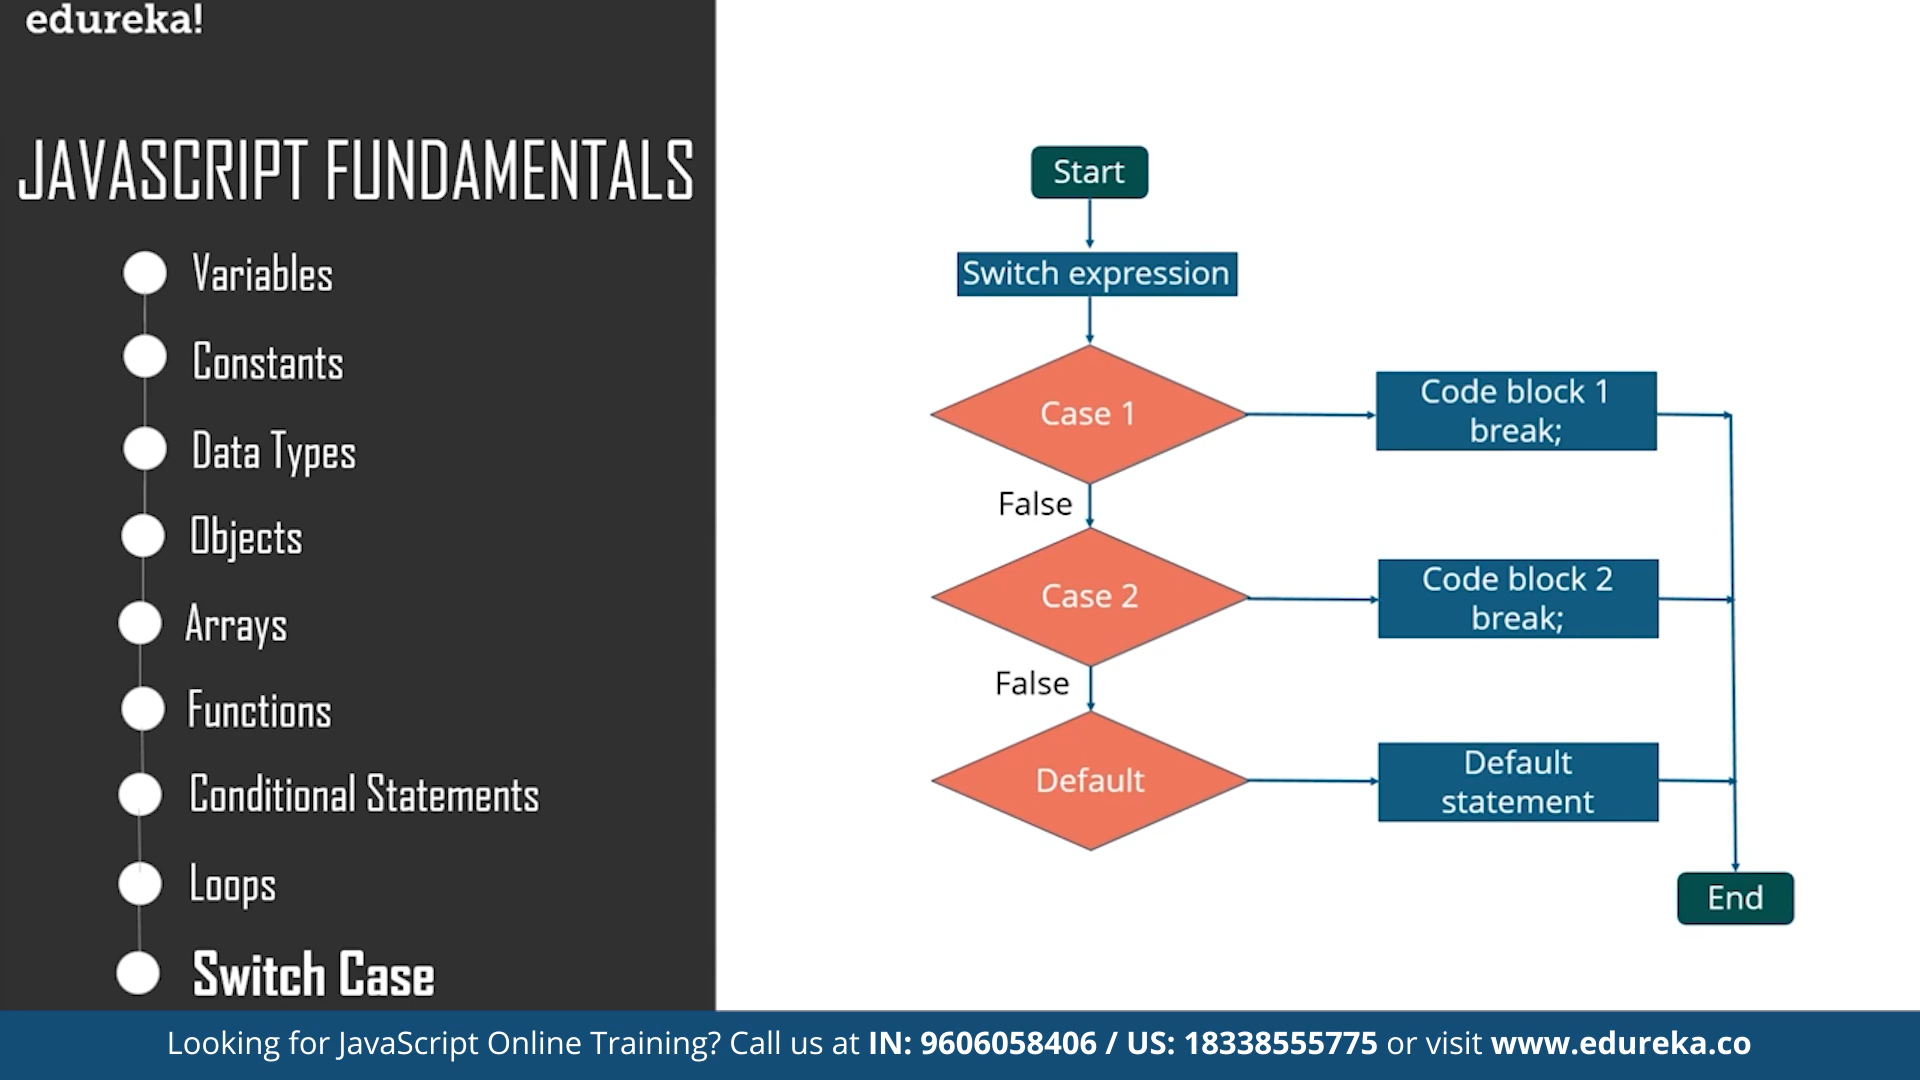 edureka!
JAVASCRIPT FUNDAMENTALS
Variables
Constants
Data Types
Objects
Arrays
Functions
Conditional Statements
Loops
Switch Case
Start
Switch expression
Case 1
Code block 1
break;
False
Case 2
Code block 2
break;
False
Default
Default
statement
End
Looking for JavaScript Online Training? Call us at IN: 9606058406 / US: 18338555775 or visit www.edureka.co